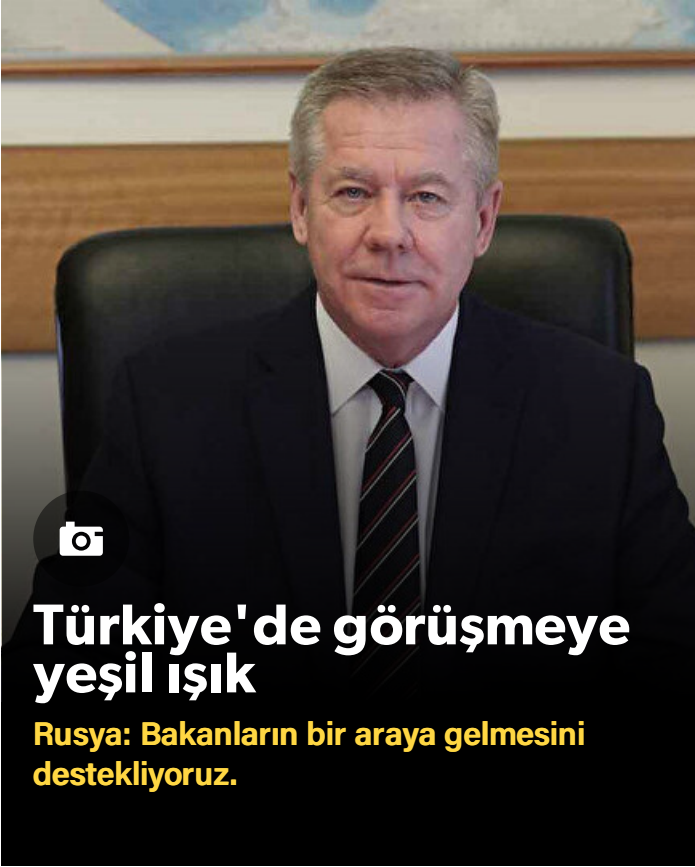 Türkiye'de görüşmeye
yeşil ışık
Rusya: Bakanların bir araya gelmesini
destekliyoruz.